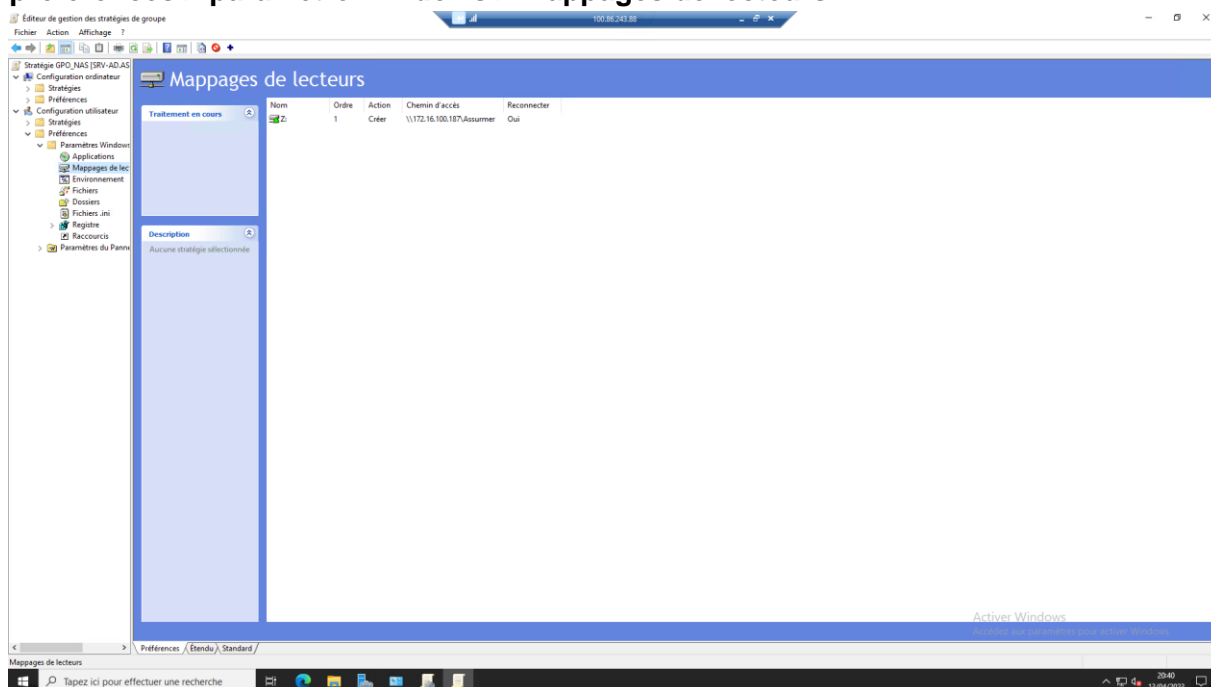 Éditeur de gestion des stratégies de groupe
100.86.243.88
Fichier Action Affichage ?
Stratégie GPO_NAS [SRV-AD.AS
Configuration ordinateur
Stratégies
Préférences
Configuration utilisateur
Stratégies
Préférences
Paramètres Windows
Applications
Mappages de lec
Environnement
Fichiers
Dossiers
Fichiers .ini
Registre
Raccourcis
Paramètres du Panne
Mappages de lecteurs
Traitement en cours
Description
Aucune stratégie sélectionnée
Nom Ordre Action Chemin d'accès Reconnecter
Z: 1 Créer \\172.16.100.187\Assurmer Oui
Activer Windows
Accédez aux paramètres pour activer Windows.
Préférences Étendu Standard
Mappages de lecteurs
Tapez ici pour effectuer une recherche
20:40